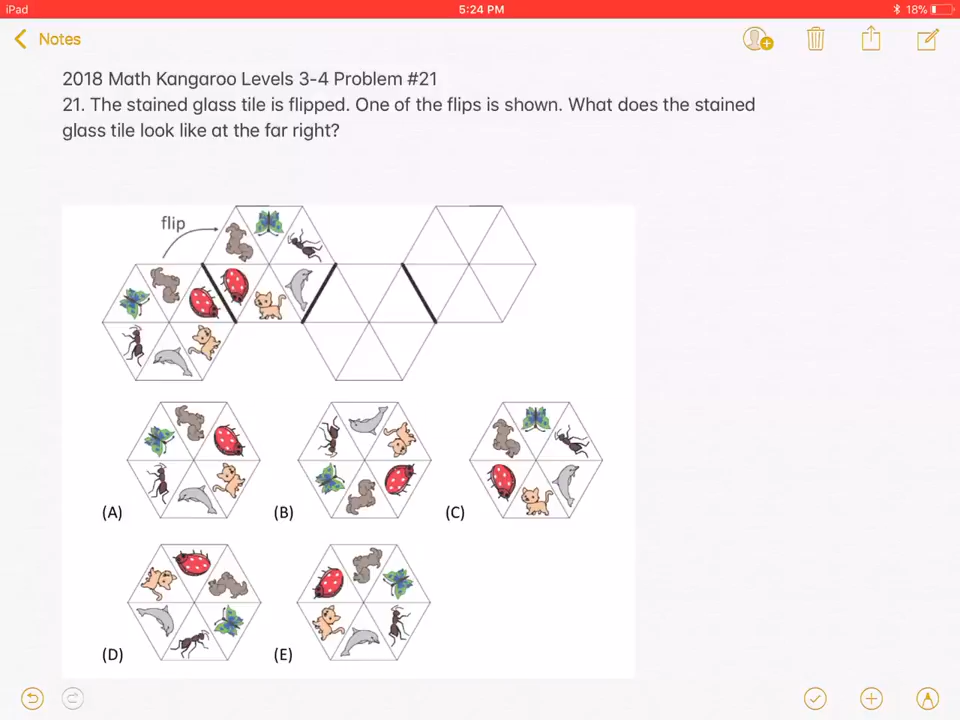 iPad
5:24 PM
18%
Notes
2018 Math Kangaroo Levels 3-4 Problem #21
21. The stained glass tile is flipped. One of the flips is shown. What does the stained
glass tile look like at the far right?
flip
(A)
(B)
(C)
(D)
(E)